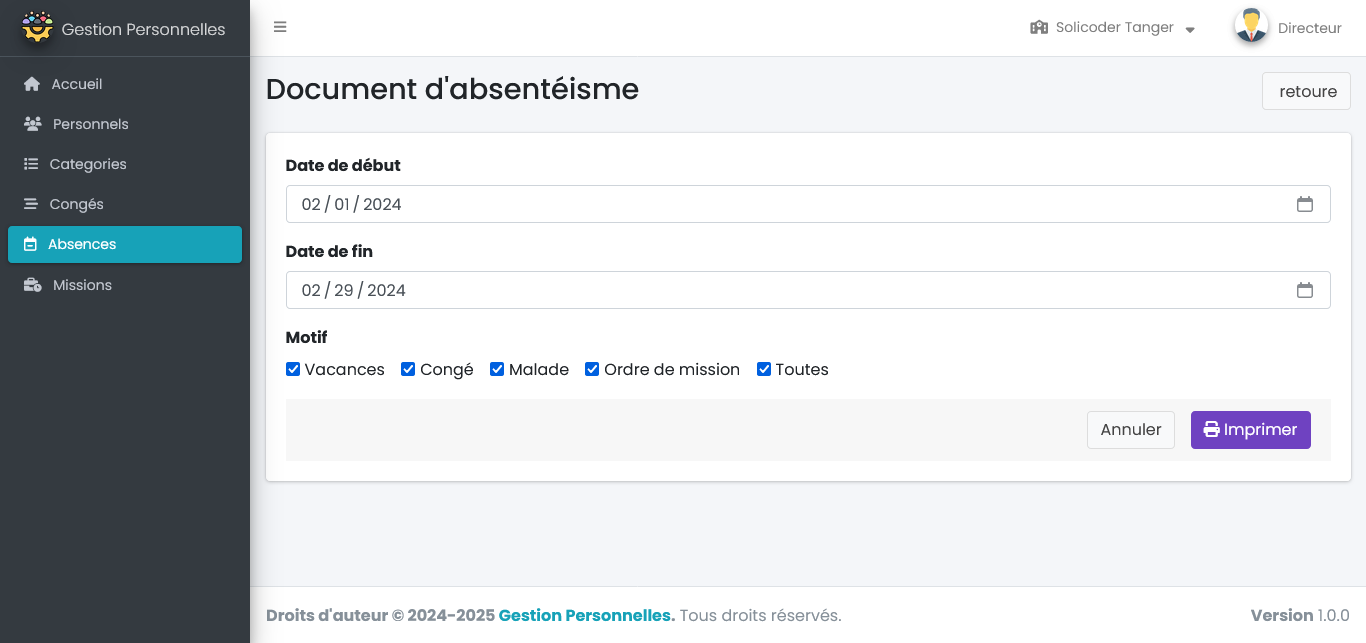 Gestion Personnelles
Solicoder Tanger
Directeur
Accueil
Personnels
Categories
Congés
Absences
Missions
Document d'absentéisme
retoure
Date de début
02 / 01 / 2024
Date de fin
02 / 29 / 2024
Motif
Vacances Congé Malade Ordre de mission Toutes
Annuler Imprimer
Droits d'auteur © 2024-2025 Gestion Personnelles. Tous droits réservés.
Version 1.0.0